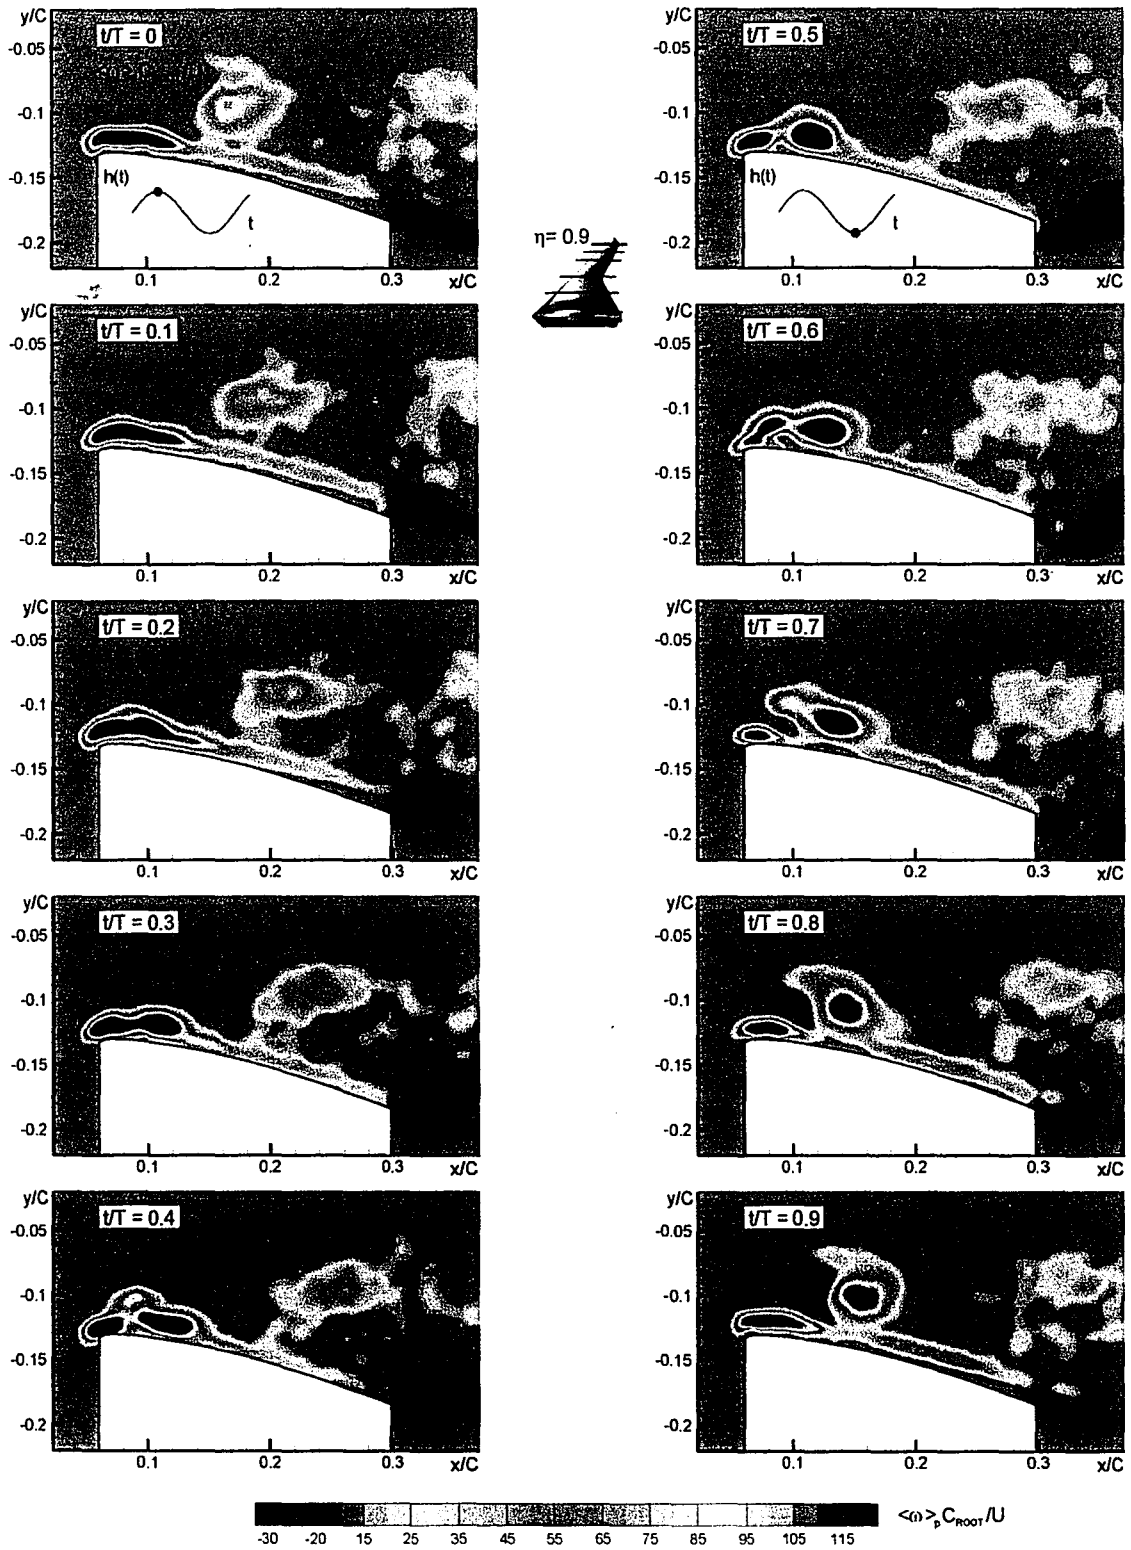 y/C
t/T = 0
-0.05
-0.1
-0.15
h(t)
t
-0.2
0.1 0.2 0.3 x/C
y/C
t/T = 0.5
-0.05
-0.1
-0.15
h(t)
t
-0.2
0.1 0.2 0.3 x/C
η= 0.9
y/C
t/T = 0.1
-0.05
-0.1
-0.15
-0.2
0.1 0.2 0.3 x/C
y/C
t/T = 0.6
-0.05
-0.1
-0.15
-0.2
0.1 0.2 0.3 x/C
y/C
t/T = 0.2
-0.05
-0.1
-0.15
-0.2
0.1 0.2 0.3 x/C
y/C
t/T = 0.7
-0.05
-0.1
-0.15
-0.2
0.1 0.2 0.3 x/C
y/C
t/T = 0.3
-0.05
-0.1
-0.15
-0.2
0.1 0.2 0.3 x/C
y/C
t/T = 0.8
-0.05
-0.1
-0.15
-0.2
0.1 0.2 0.3 x/C
y/C
t/T = 0.4
-0.05
-0.1
-0.15
-0.2
0.1 0.2 0.3 x/C
y/C
t/T = 0.9
-0.05
-0.1
-0.15
-0.2
0.1 0.2 0.3 x/C
<ω>p CROOT /U
-30 -20 15 25 35 45 55 65 75 85 95 105 115